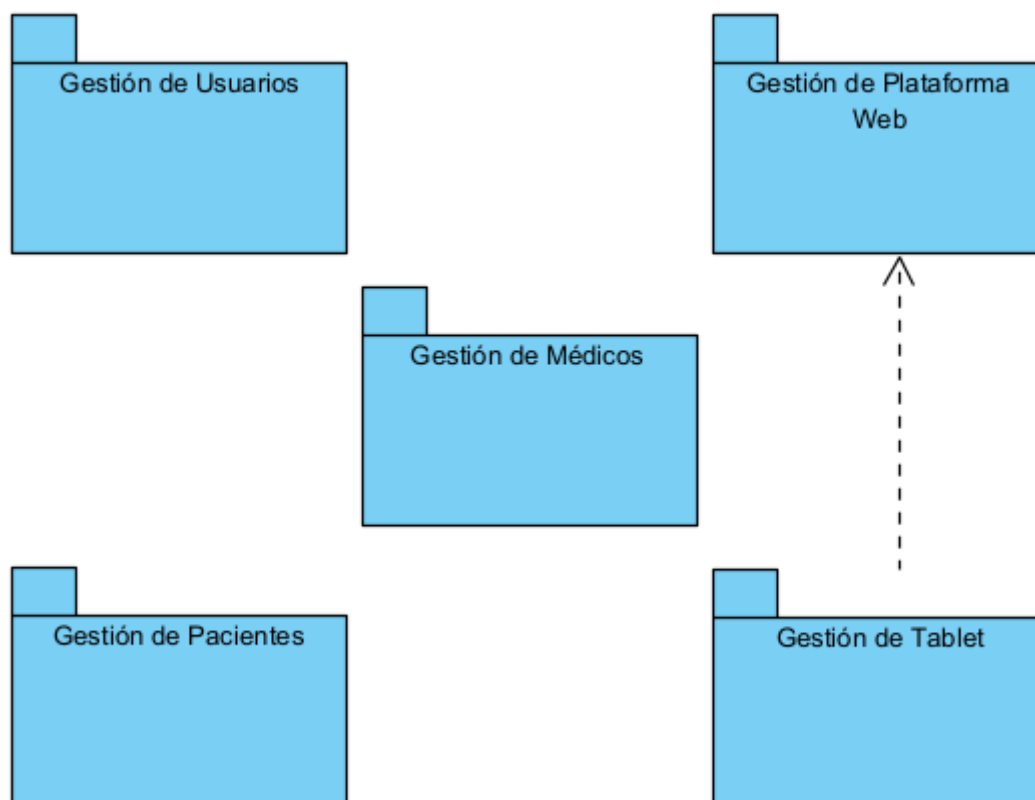 Gestión de Usuarios
Gestión de Plataforma
Web
Gestión de Médicos
Gestión de Pacientes
Gestión de Tablet